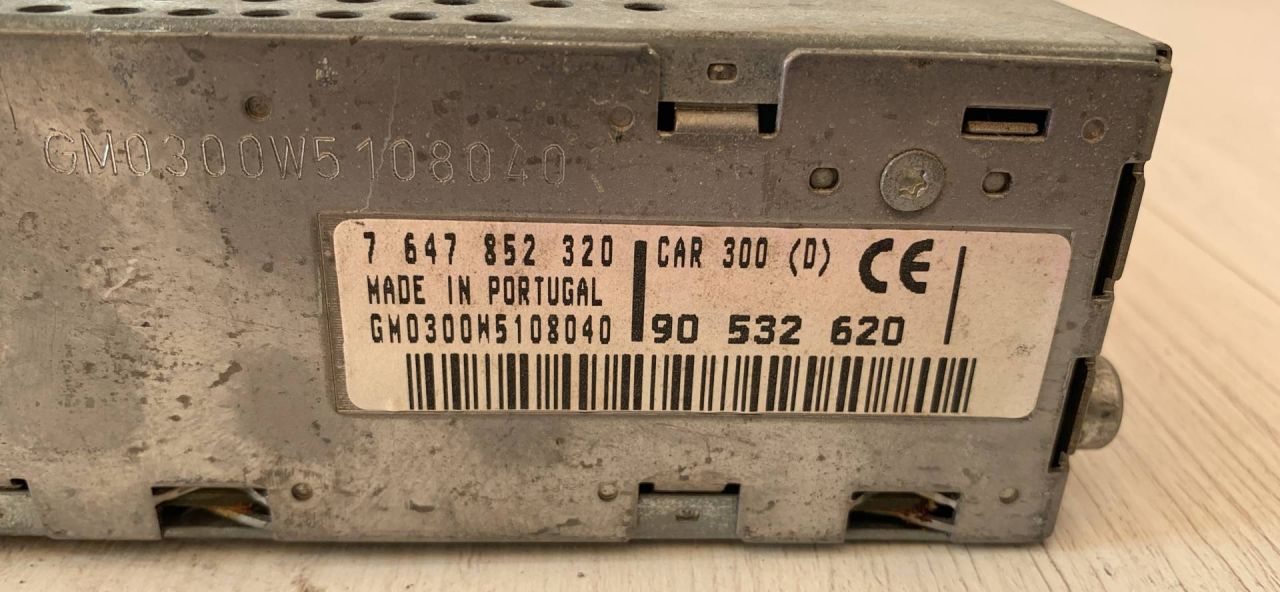 GM0300W5108040
7 647 852 320
MADE IN PORTUGAL
GM0300W5108040
CAR 300 (D)
CE
90 532 620